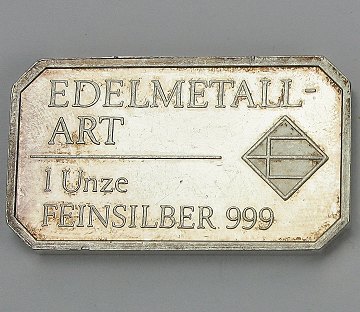 EDELMETALL-
ART
1 Unze
FEINSILBER 999